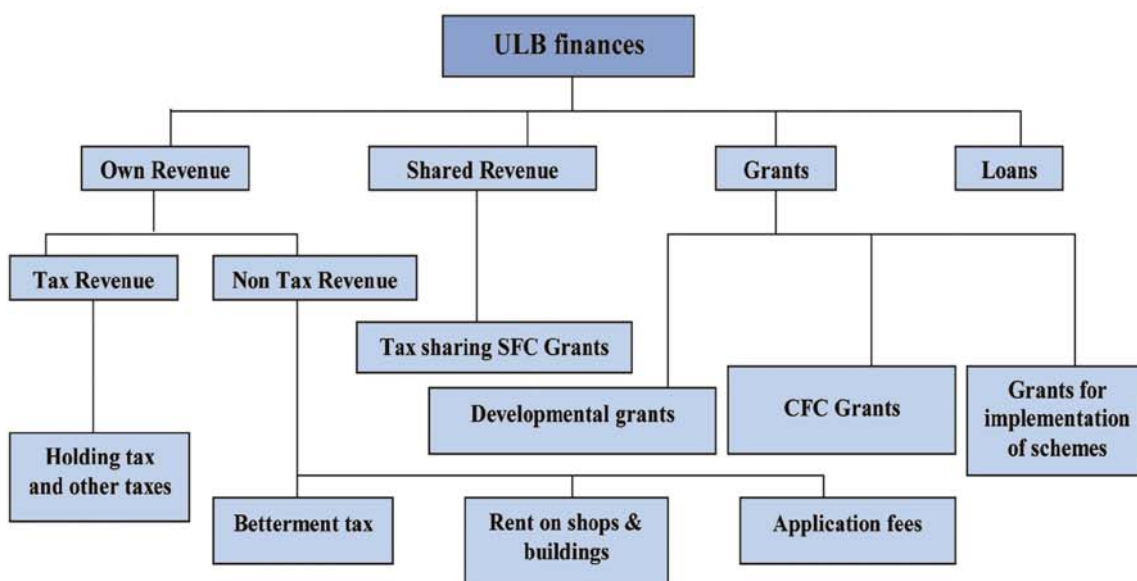 ULB finances
Own Revenue
Shared Revenue
Grants
Loans
Tax Revenue
Non Tax Revenue
Tax sharing SFC Grants
Developmental grants
CFC Grants
Grants for
implementation
of schemes
Holding tax
and other taxes
Betterment tax
Rent on shops &
buildings
Application fees